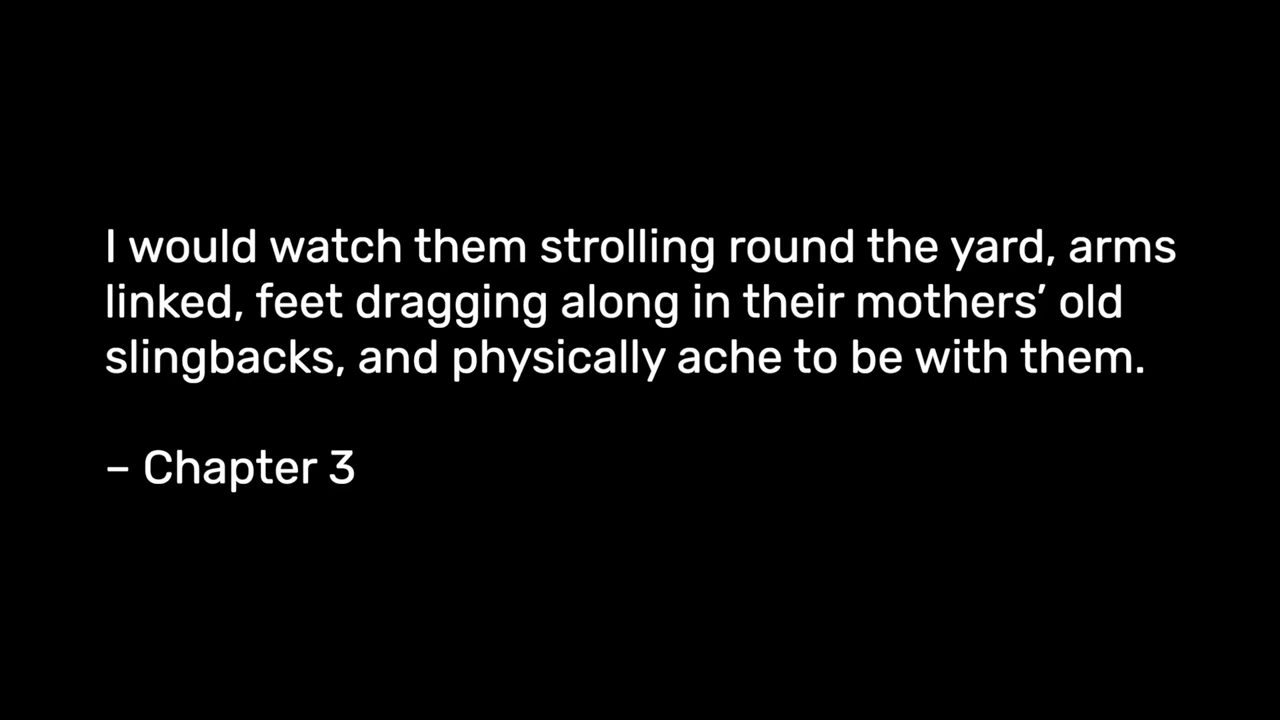 I would watch them strolling round the yard, arms
linked, feet dragging along in their mothers’ old
slingbacks, and physically ache to be with them.
– Chapter 3